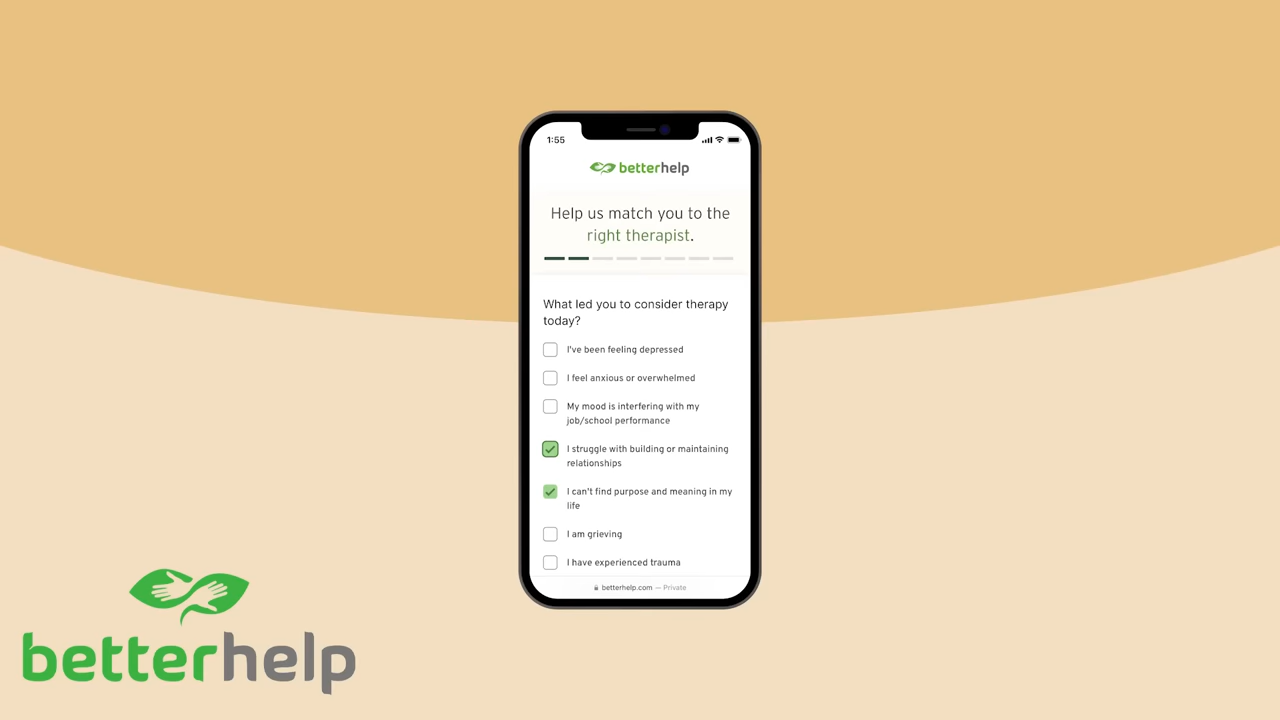 1:55
betterhelp
Help us match you to the
right therapist.
What led you to consider therapy
today?
I've been feeling depressed
I feel anxious or overwhelmed
My mood is interfering with my
job/school performance
I struggle with building or maintaining
relationships
I can't find purpose and meaning in my
life
I am grieving
I have experienced trauma
betterhelp.com — Private
betterhelp